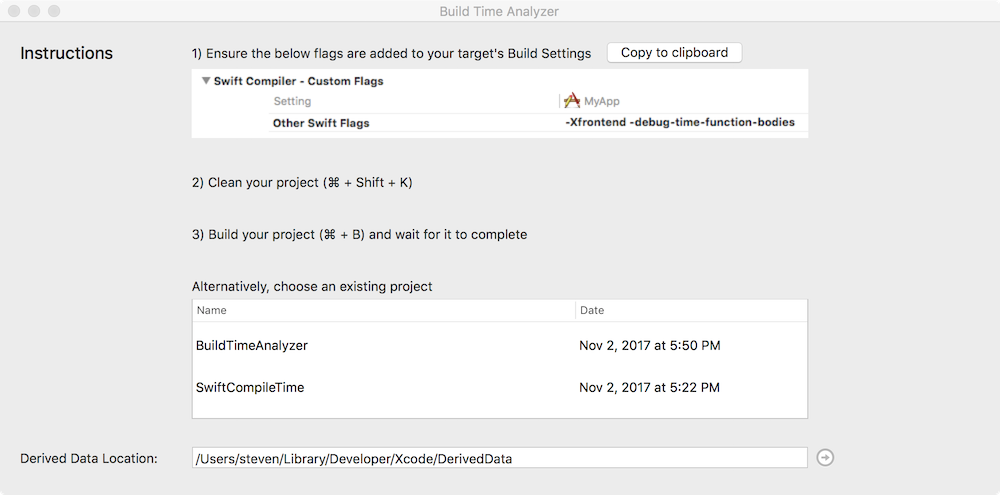 Build Time Analyzer
Instructions
1) Ensure the below flags are added to your target's Build Settings
Copy to clipboard
Swift Compiler - Custom Flags
Setting MyApp
Other Swift Flags -Xfrontend -debug-time-function-bodies
2) Clean your project (⌘ + Shift + K)
3) Build your project (⌘ + B) and wait for it to complete
Alternatively, choose an existing project
Name Date
BuildTimeAnalyzer Nov 2, 2017 at 5:50 PM
SwiftCompileTime Nov 2, 2017 at 5:22 PM
Derived Data Location: /Users/steven/Library/Developer/Xcode/DerivedData